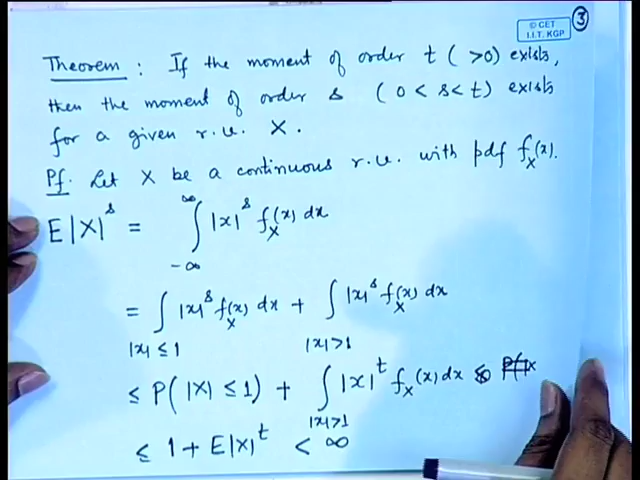 © CET
I.I.T. KGP
3
Theorem : If the moment of order t ( >0) exists,
then the moment of order s ( 0 < s < t) exists
for a given r.v. X.
Pf. Let X be a continuous r.v. with pdf f_X(x).
E|X|^s = ∫_{-∞}^{∞} |x|^s f_X(x) dx
= ∫_{|x| ≤ 1} |x|^s f_X(x) dx + ∫_{|x|>1} |x|^s f_X(x) dx
≤ P( |X| ≤ 1) + ∫_{|x|>1} |x|^t f_X(x) dx
≤ 1 + E|X|^t < ∞